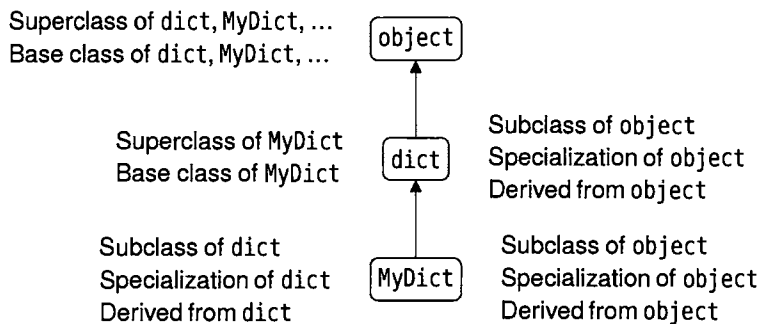 Superclass of dict, MyDict, ...
Base class of dict, MyDict, ...
object
Superclass of MyDict
Base class of MyDict
dict
Subclass of object
Specialization of object
Derived from object
Subclass of dict
Specialization of dict
Derived from dict
MyDict
Subclass of object
Specialization of object
Derived from object